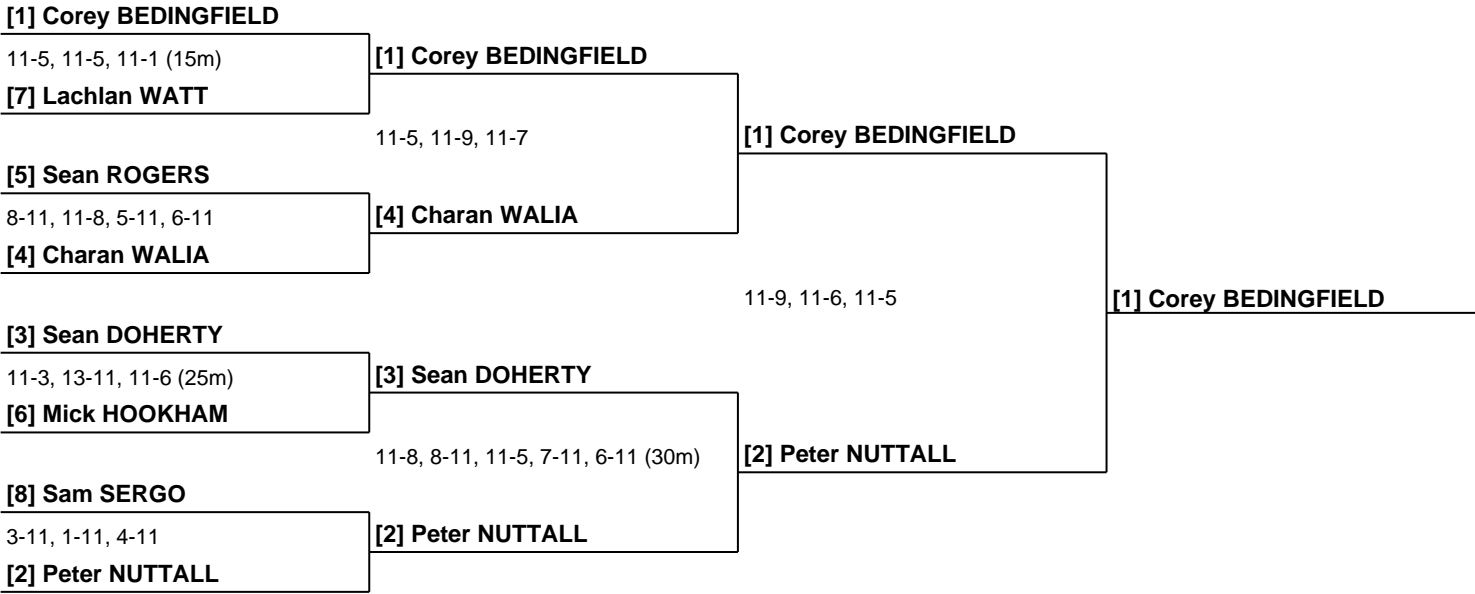 [1] Corey BEDINGFIELD
11-5, 11-5, 11-1 (15m)
[7] Lachlan WATT
[5] Sean ROGERS
8-11, 11-8, 5-11, 6-11
[4] Charan WALIA
[3] Sean DOHERTY
11-3, 13-11, 11-6 (25m)
[6] Mick HOOKHAM
[8] Sam SERGO
3-11, 1-11, 4-11
[2] Peter NUTTALL
[1] Corey BEDINGFIELD
11-5, 11-9, 11-7
[4] Charan WALIA
[3] Sean DOHERTY
11-8, 8-11, 11-5, 7-11, 6-11 (30m)
[2] Peter NUTTALL
[1] Corey BEDINGFIELD
11-9, 11-6, 11-5
[2] Peter NUTTALL
[1] Corey BEDINGFIELD